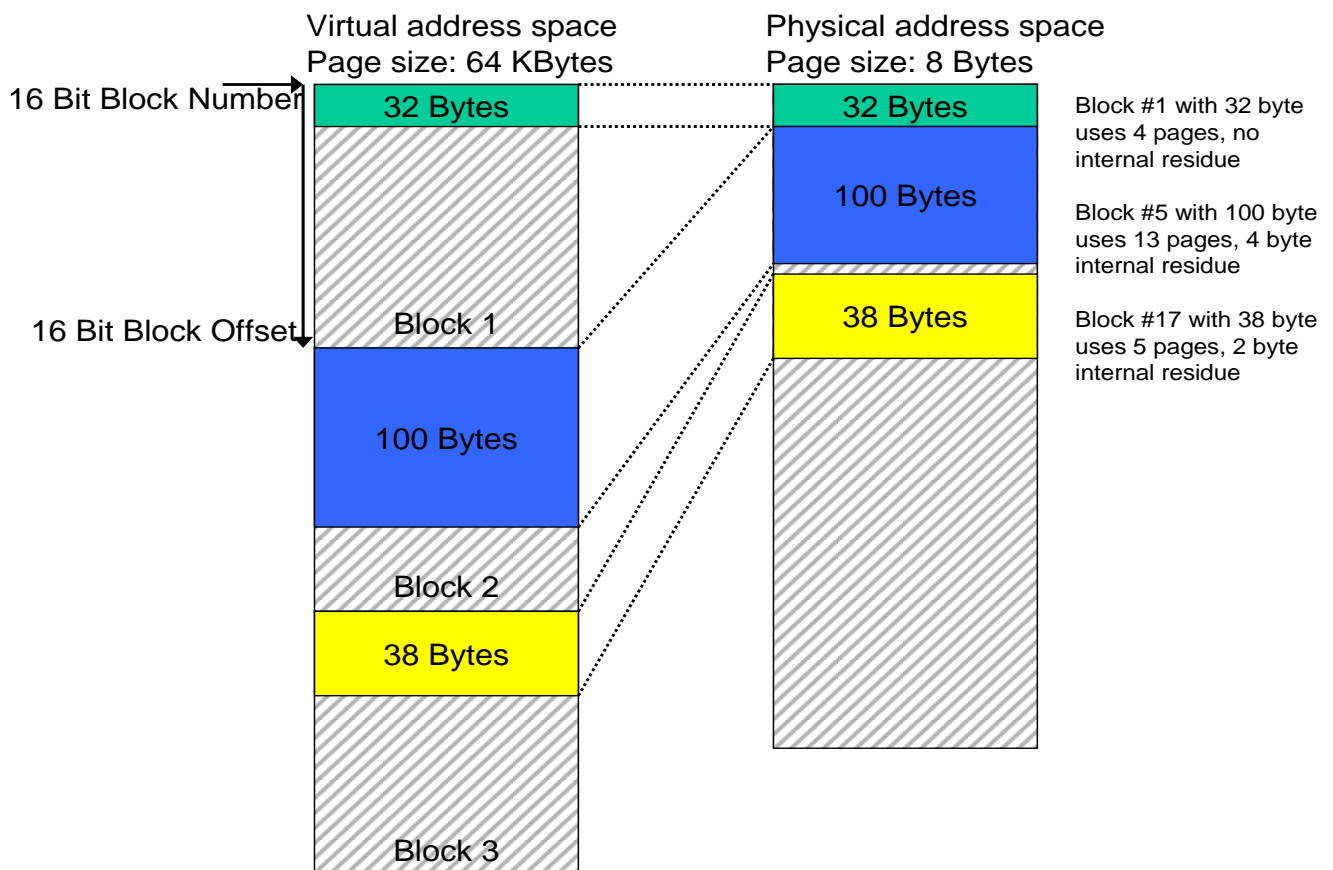 Virtual address space
Page size: 64 KBytes
Physical address space
Page size: 8 Bytes
16 Bit Block Number
32 Bytes
32 Bytes
Block #1 with 32 byte
uses 4 pages, no
internal residue
100 Bytes
Block #5 with 100 byte
uses 13 pages, 4 byte
internal residue
Block 1
16 Bit Block Offset
38 Bytes
Block #17 with 38 byte
uses 5 pages, 2 byte
internal residue
100 Bytes
Block 2
38 Bytes
Block 3